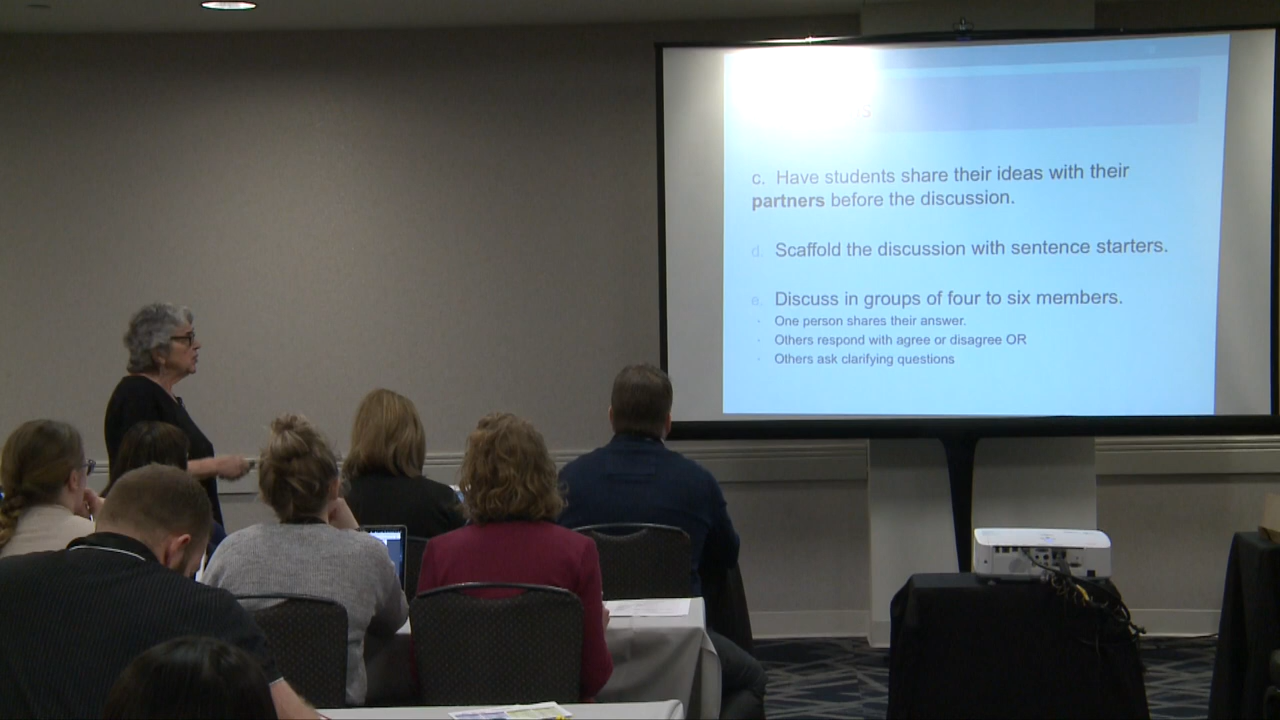 c. Have students share their ideas with their
partners before the discussion.
d. Scaffold the discussion with sentence starters.
e. Discuss in groups of four to six members.
· One person shares their answer.
· Others respond with agree or disagree OR
· Others ask clarifying questions